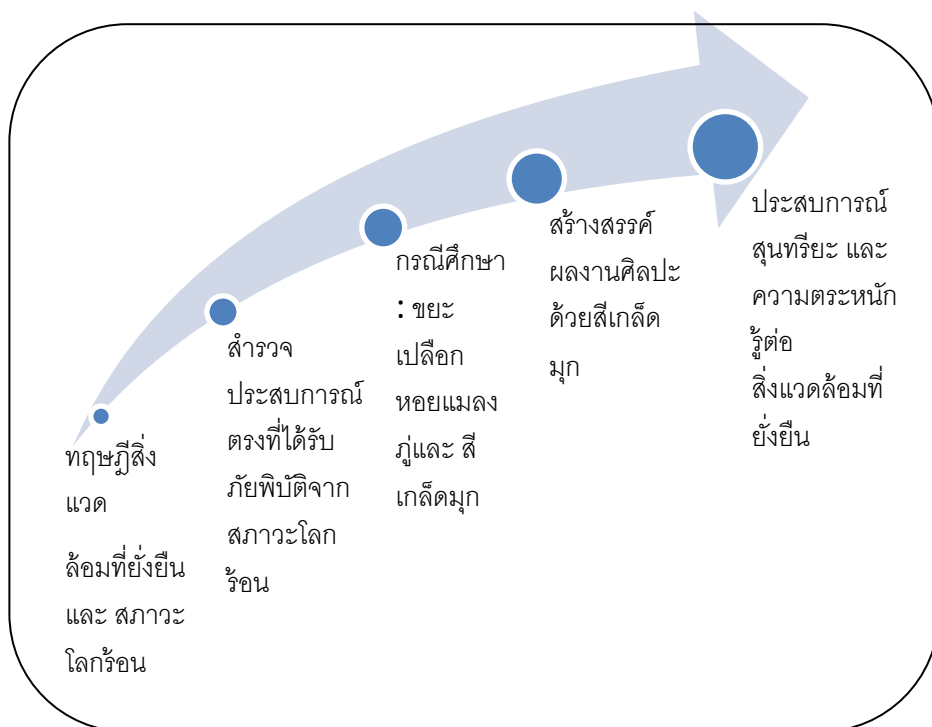 ทฤษฎีสิ่ง
แวด
ล้อมที่ยั่งยืน
และ สภาวะ
โลกร้อน
สำรวจ
ประสบการณ์
ตรงที่ได้รับ
ภัยพิบัติจาก
สภาวะโลก
ร้อน
กรณีศึกษา
: ขยะ
เปลือก
หอยแมลง
ภู่และ สี
เกล็ดมุก
สร้างสรรค์
ผลงานศิลปะ
ด้วยสีเกล็ด
มุก
ประสบการณ์
สุนทรียะ และ
ความตระหนัก
รู้ต่อ
สิ่งแวดล้อมที่
ยั่งยืน